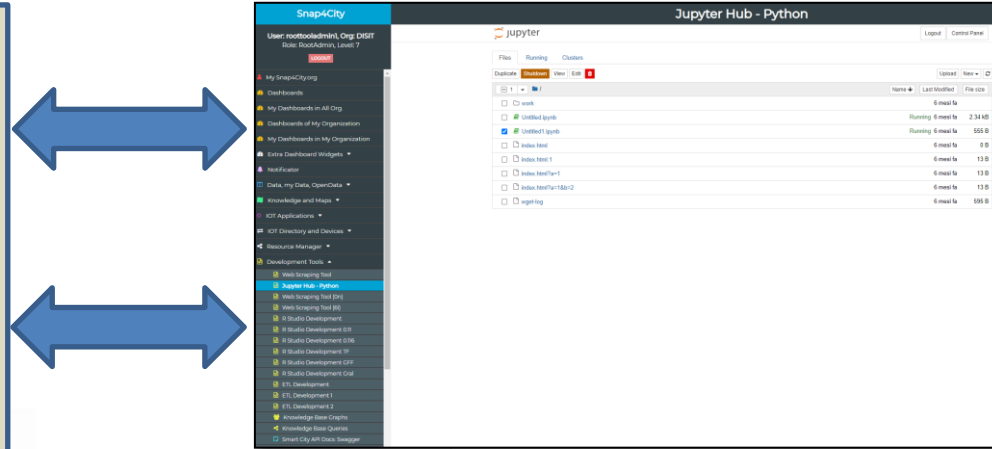 Snap4City
Jupyter Hub - Python
User: roottooladmin1, Org: DISIT
Role: RootAdmin, Level: 7
LOGOUT
My Snap4City.org
Dashboards
My Dashboards in All Org.
Dashboards of My Organization
My Dashboards in My Organization
Extra Dashboard Widgets
Notificator
Data, my Data, OpenData
Knowledge and Maps
IOT Applications
IOT Directory and Devices
Resource Manager
Development Tools
Web Scraping Tool
Jupyter Hub - Python
Web Scraping Tool (Dn)
Web Scraping Tool (IS)
R Studio Development
R Studio Development 0.11
R Studio Development 0.116
R Studio Development TF
R Studio Development CFF
R Studio Development Cral
ETL Development
ETL Development 1
ETL Development 2
Knowledge Base Graphs
Knowledge Base Queries
Smart City API Docs: Swagger
jupyter
Logout Control Panel
Files Running Clusters
Duplicate Shutdown View Edit
Upload New
1 / Name Last Modified File size
work 6 mesi fa
Untitled.ipynb Running 6 mesi fa 2.34 kB
Untitled1.ipynb Running 6 mesi fa 555 B
index.html 6 mesi fa 0 B
index.html.1 6 mesi fa 13 B
index.html?a=1 6 mesi fa 13 B
index.html?a=1&b=2 6 mesi fa 13 B
wget-log 6 mesi fa 595 B